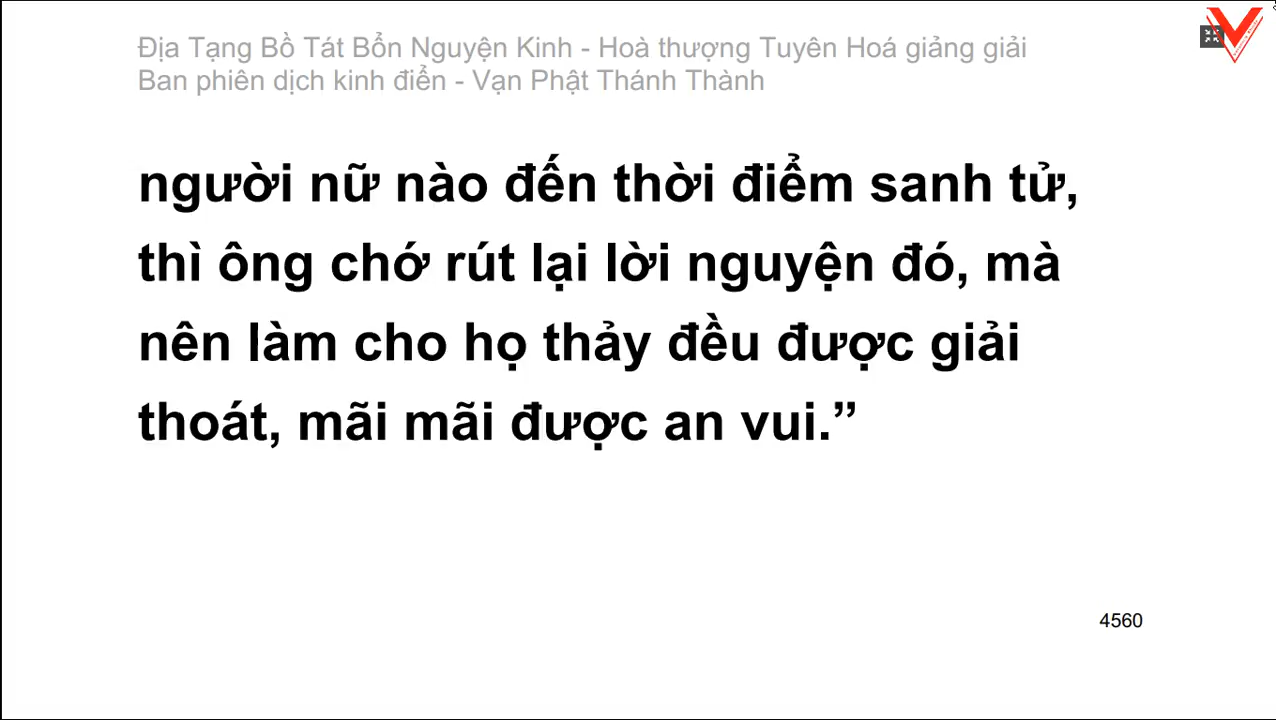 Địa Tạng Bồ Tát Bổn Nguyện Kinh - Hoà thượng Tuyên Hoá giảng giải
Ban phiên dịch kinh điển - Vạn Phật Thánh Thành
người nữ nào đến thời điểm sanh tử,
thì ông chớ rút lại lời nguyện đó, mà
nên làm cho họ thảy đều được giải
thoát, mãi mãi được an vui.”
4560